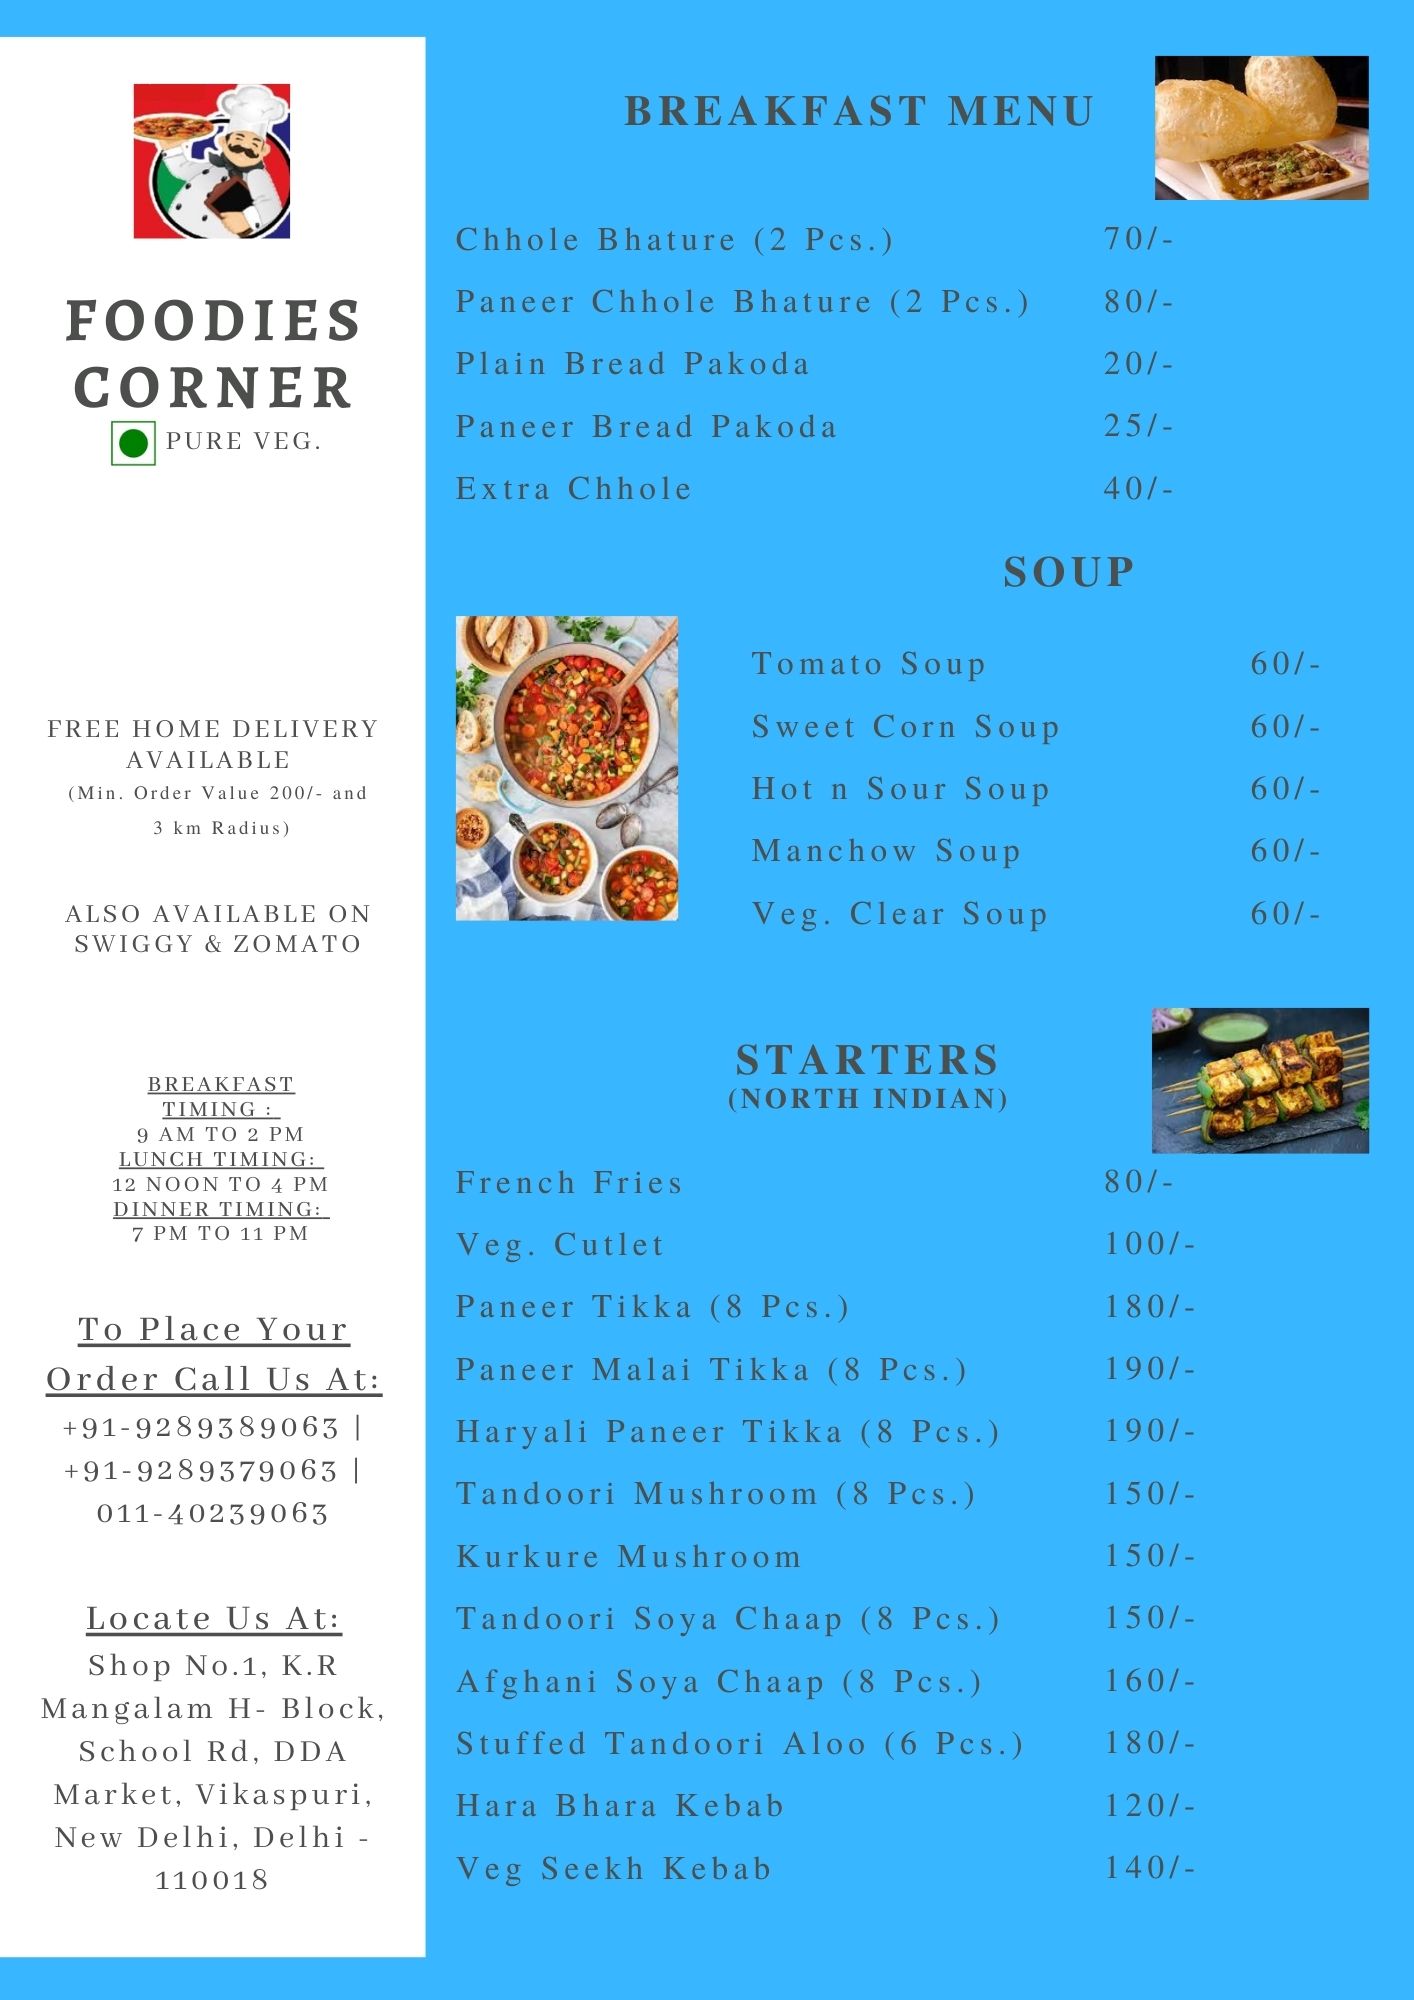 FOODIES
CORNER
PURE VEG.
FREE HOME DELIVERY
AVAILABLE
(Min. Order Value 200/- and
3 km Radius)
ALSO AVAILABLE ON
SWIGGY & ZOMATO
BREAKFAST
TIMING :
9 AM TO 2 PM
LUNCH TIMING:
12 NOON TO 4 PM
DINNER TIMING:
7 PM TO 11 PM
To Place Your
Order Call Us At:
+91-9289389063 |
+91-9289379063 |
011-40239063
Locate Us At:
Shop No.1, K.R
Mangalam H- Block,
School Rd, DDA
Market, Vikaspuri,
New Delhi, Delhi -
110018
BREAKFAST MENU
Chhole Bhature (2 Pcs.) 70/-
Paneer Chhole Bhature (2 Pcs.) 80/-
Plain Bread Pakoda 20/-
Paneer Bread Pakoda 25/-
Extra Chhole 40/-
SOUP
Tomato Soup 60/-
Sweet Corn Soup 60/-
Hot n Sour Soup 60/-
Manchow Soup 60/-
Veg. Clear Soup 60/-
STARTERS
(NORTH INDIAN)
French Fries 80/-
Veg. Cutlet 100/-
Paneer Tikka (8 Pcs.) 180/-
Paneer Malai Tikka (8 Pcs.) 190/-
Haryali Paneer Tikka (8 Pcs.) 190/-
Tandoori Mushroom (8 Pcs.) 150/-
Kurkure Mushroom 150/-
Tandoori Soya Chaap (8 Pcs.) 150/-
Afghani Soya Chaap (8 Pcs.) 160/-
Stuffed Tandoori Aloo (6 Pcs.) 180/-
Hara Bhara Kebab 120/-
Veg Seekh Kebab 140/-